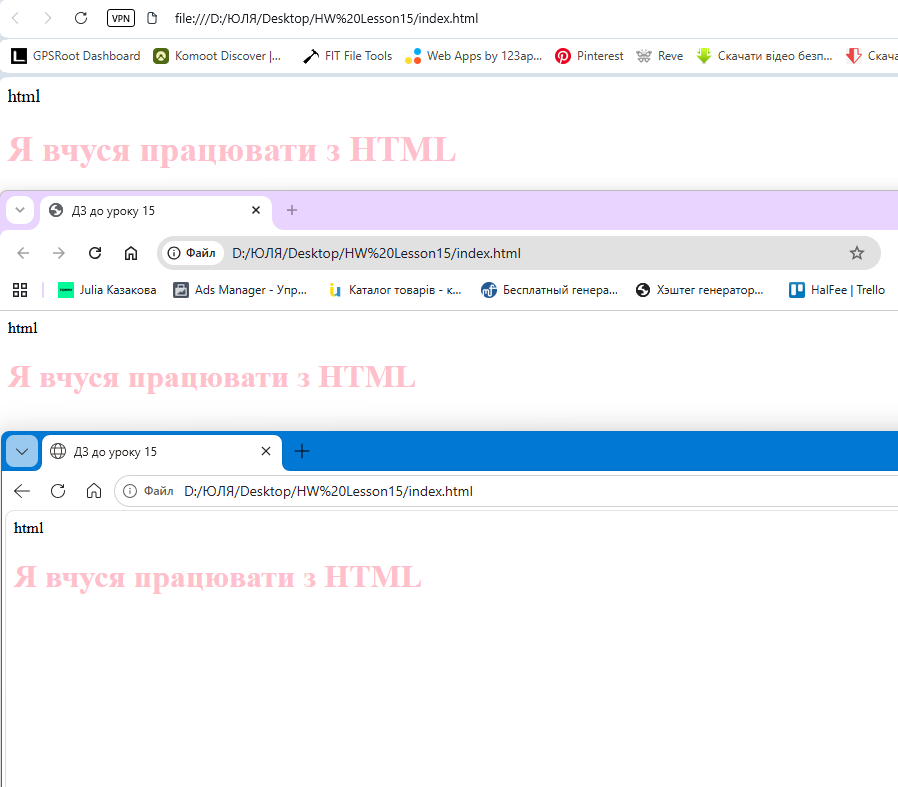 VPN file:///D:/ЮЛЯ/Desktop/HW%20Lesson15/index.html
GPSRoot Dashboard Komoot Discover |... FIT File Tools Web Apps by 123ap... Pinterest Reve Скачати відео безп... Скача
html
Я вчуся працювати з HTML
ДЗ до уроку 15
Файл D:/ЮЛЯ/Desktop/HW%20Lesson15/index.html
Julia Казакова Ads Manager - Упр... Каталог товарів - к... Бесплатный генера... Хэштег генератор... HalFee | Trello
html
Я вчуся працювати з HTML
ДЗ до уроку 15
Файл D:/ЮЛЯ/Desktop/HW%20Lesson15/index.html
html
Я вчуся працювати з HTML